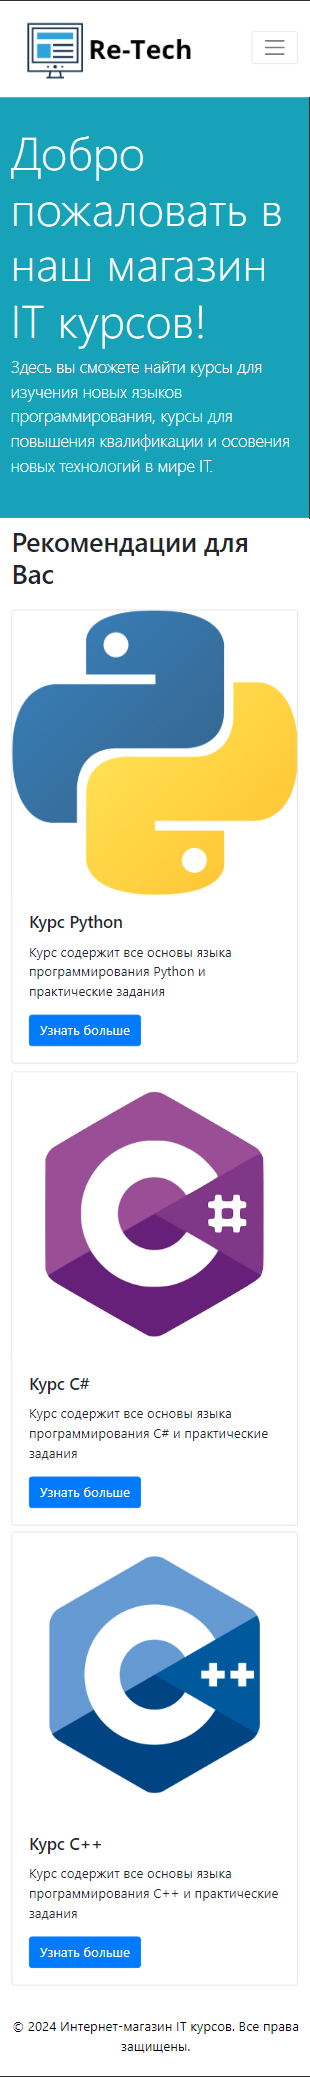 Re-Tech
Добро
пожаловать в
наш магазин
IT курсов!
Здесь вы сможете найти курсы для
изучения новых языков
программирования, курсы для
повышения квалификации и осовения
новых технологий в мире IT.
Рекомендации для
Вас
Курс Python
Курс содержит все основы языка
программирования Python и
практические задания
Узнать больше
C#
Курс C#
Курс содержит все основы языка
программирования C# и практические
задания
Узнать больше
C++
Курс C++
Курс содержит все основы языка
программирования C++ и практические
задания
Узнать больше
© 2024 Интернет-магазин IT курсов. Все права
защищены.